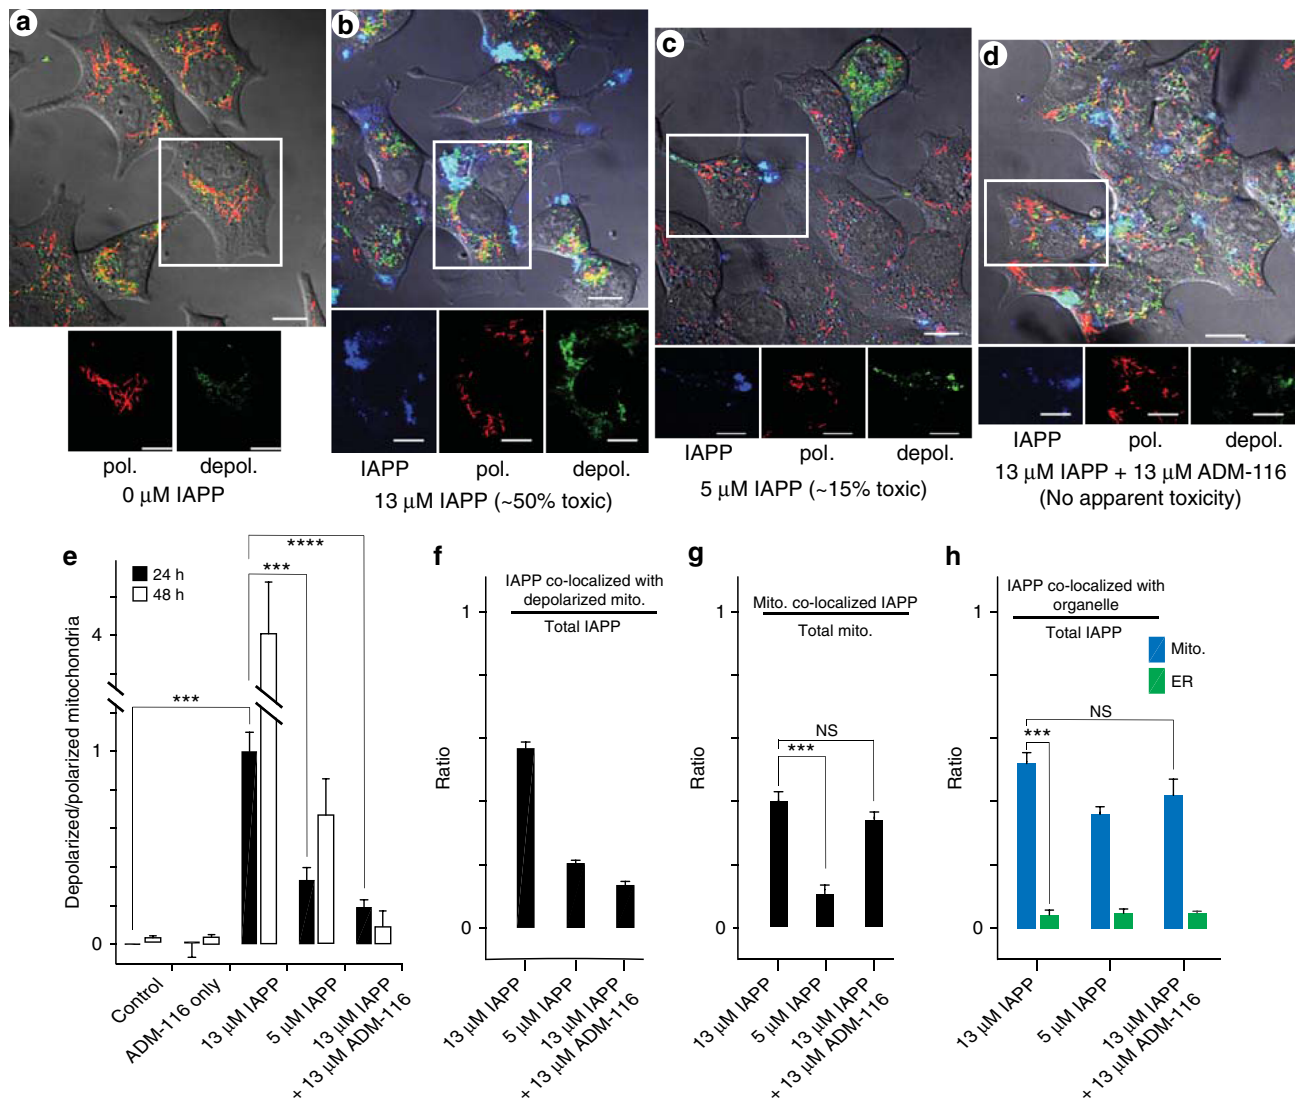 a
b
c
d
pol.
depol.
0 μM IAPP
IAPP
pol.
depol.
13 μM IAPP (~50% toxic)
IAPP
pol.
depol.
5 μM IAPP (~15% toxic)
IAPP
pol.
depol.
13 μM IAPP + 13 μM ADM-116
(No apparent toxicity)
e
24 h
48 h
Depolarized/polarized mitochondria
4
1
0
***
***
****
Control
ADM-116 only
13 μM IAPP
5 μM IAPP
13 μM IAPP
+ 13 μM ADM-116
f
IAPP co-localized with
depolarized mito.
Total IAPP
Ratio
1
0
13 μM IAPP
5 μM IAPP
13 μM IAPP
+ 13 μM ADM-116
g
Mito. co-localized IAPP
Total mito.
Ratio
1
0
NS
***
13 μM IAPP
5 μM IAPP
13 μM IAPP
+ 13 μM ADM-116
h
IAPP co-localized with
organelle
Total IAPP
Mito.
ER
Ratio
1
0
NS
***
13 μM IAPP
5 μM IAPP
13 μM IAPP
+ 13 μM ADM-116